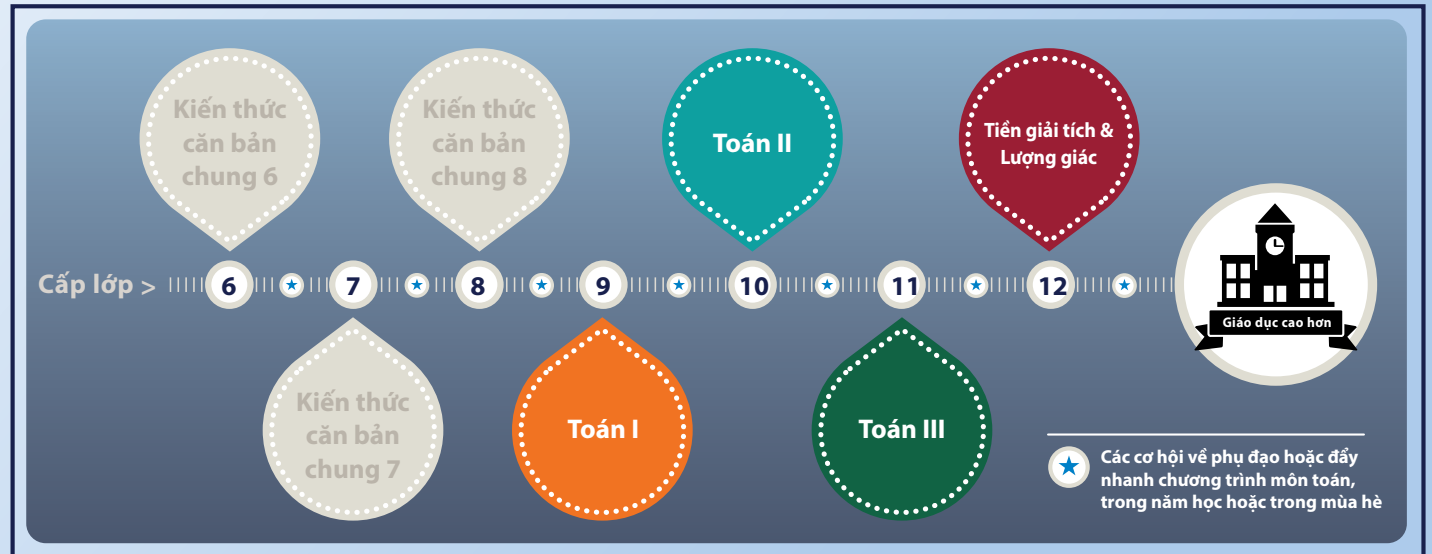 Kiến thức
căn bản
chung 6
Kiến thức
căn bản
chung 8
Toán II
Tiền giải tích &
Lượng giác
Cấp lớp >
6
7
8
9
10
11
12
Giáo dục cao hơn
Kiến thức
căn bản
chung 7
Toán I
Toán III
Các cơ hội về phụ đạo hoặc đẩy
nhanh chương trình môn toán,
trong năm học hoặc trong mùa hè